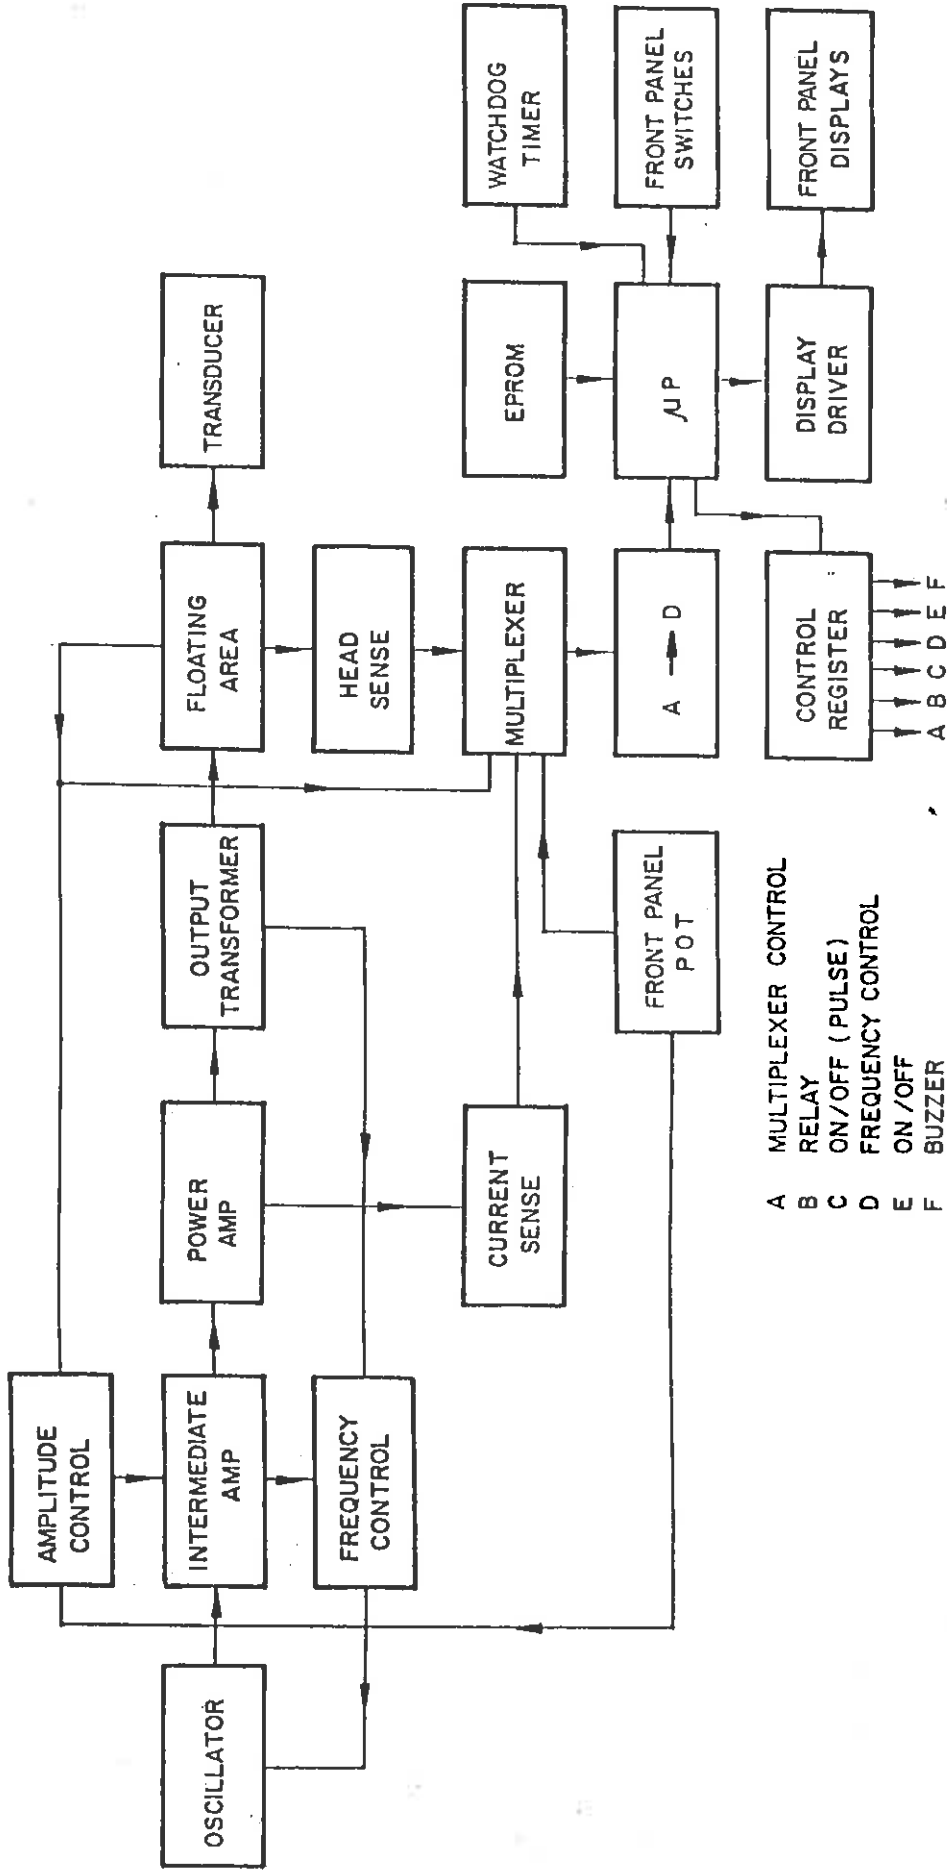 AMPLITUDE
CONTROL
OSCILLATOR
INTERMEDIATE
AMP
POWER
AMP
OUTPUT
TRANSFORMER
FLOATING
AREA
TRANSDUCER
FREQUENCY
CONTROL
HEAD
SENSE
CURRENT
SENSE
MULTIPLEXER
EPROM
WATCHDOG
TIMER
FRONT PANEL
POT
A → D
μP
FRONT PANEL
SWITCHES
CONTROL
REGISTER
DISPLAY
DRIVER
FRONT PANEL
DISPLAYS
A B C D E F
A MULTIPLEXER CONTROL
B RELAY
C ON/OFF (PULSE)
D FREQUENCY CONTROL
E ON/OFF
F BUZZER